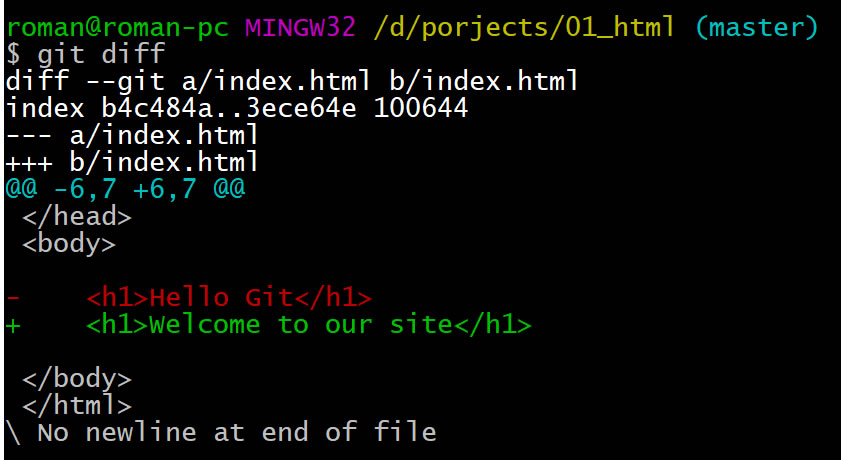 roman@roman-pc MINGW32 /d/porjects/01_html (master)
$ git diff
diff --git a/index.html b/index.html
index b4c484a..3ece64e 100644
--- a/index.html
+++ b/index.html
@@ -6,7 +6,7 @@
 </head>
 <body>

-    <h1>Hello Git</h1>
+    <h1>Welcome to our site</h1>

 </body>
 </html>
\ No newline at end of file